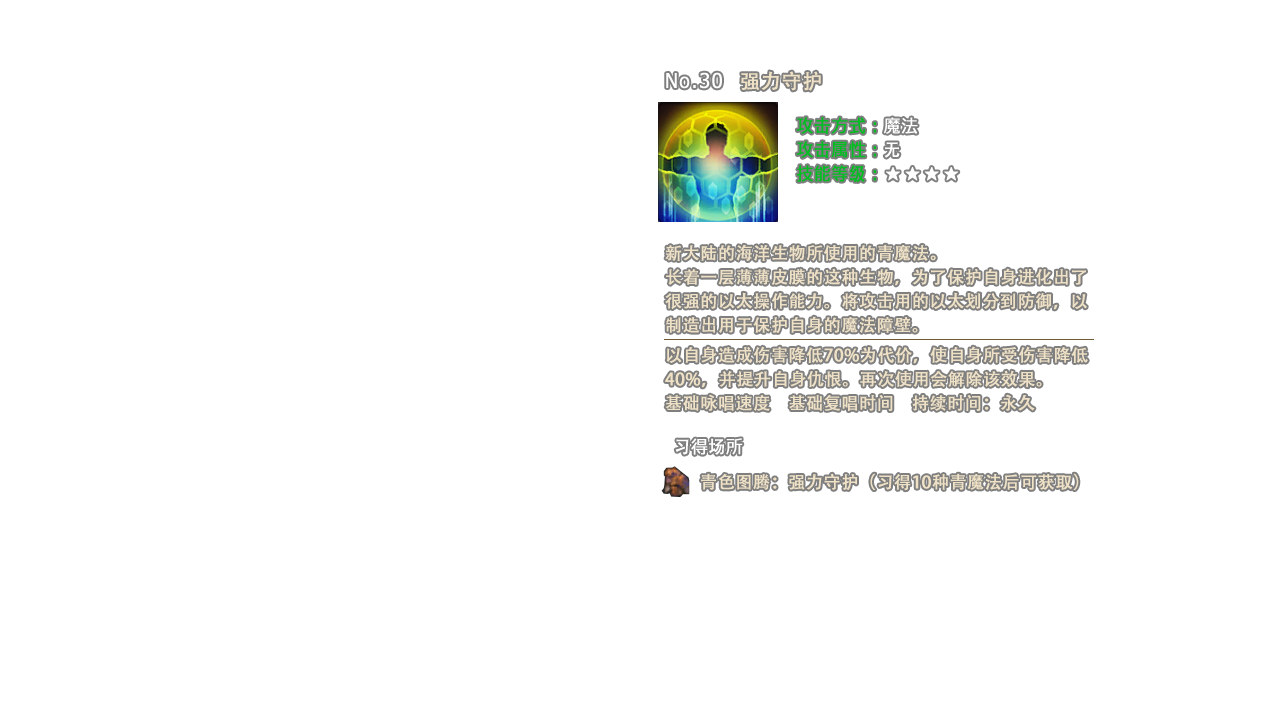 No.30 强力守护
攻击方式：魔法
攻击属性：无
技能等级：☆☆☆☆
新大陆的海洋生物所使用的青魔法。
长着一层薄薄皮膜的这种生物，为了保护自身进化出了
很强的以太操作能力。将攻击用的以太划分到防御，以
制造出用于保护自身的魔法障壁。
以自身造成伤害降低70%为代价，使自身所受伤害降低
40%，并提升自身仇恨。再次使用会解除该效果。
基础咏唱速度 基础复唱时间 持续时间：永久
习得场所
青色图腾：强力守护（习得10种青魔法后可获取）